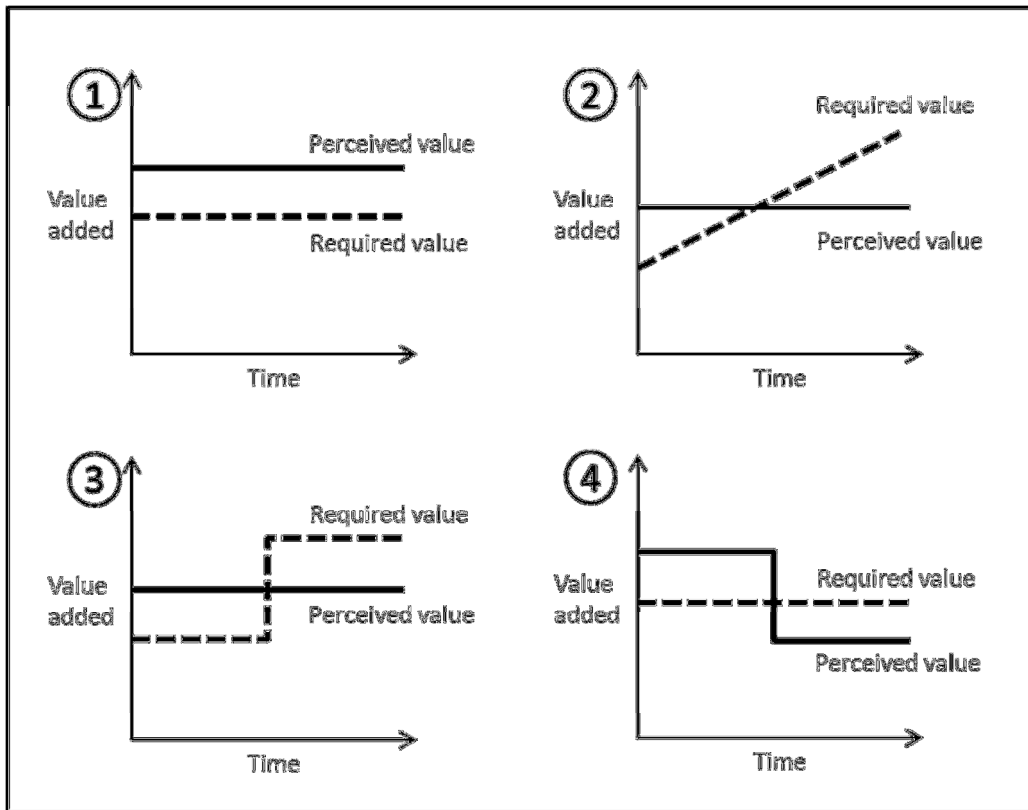 1
Perceived value
Value
added
Required value
Time
2
Required value
Value
added
Perceived value
Time
3
Required value
Value
added
Perceived value
Time
4
Value
added
Required value
Perceived value
Time